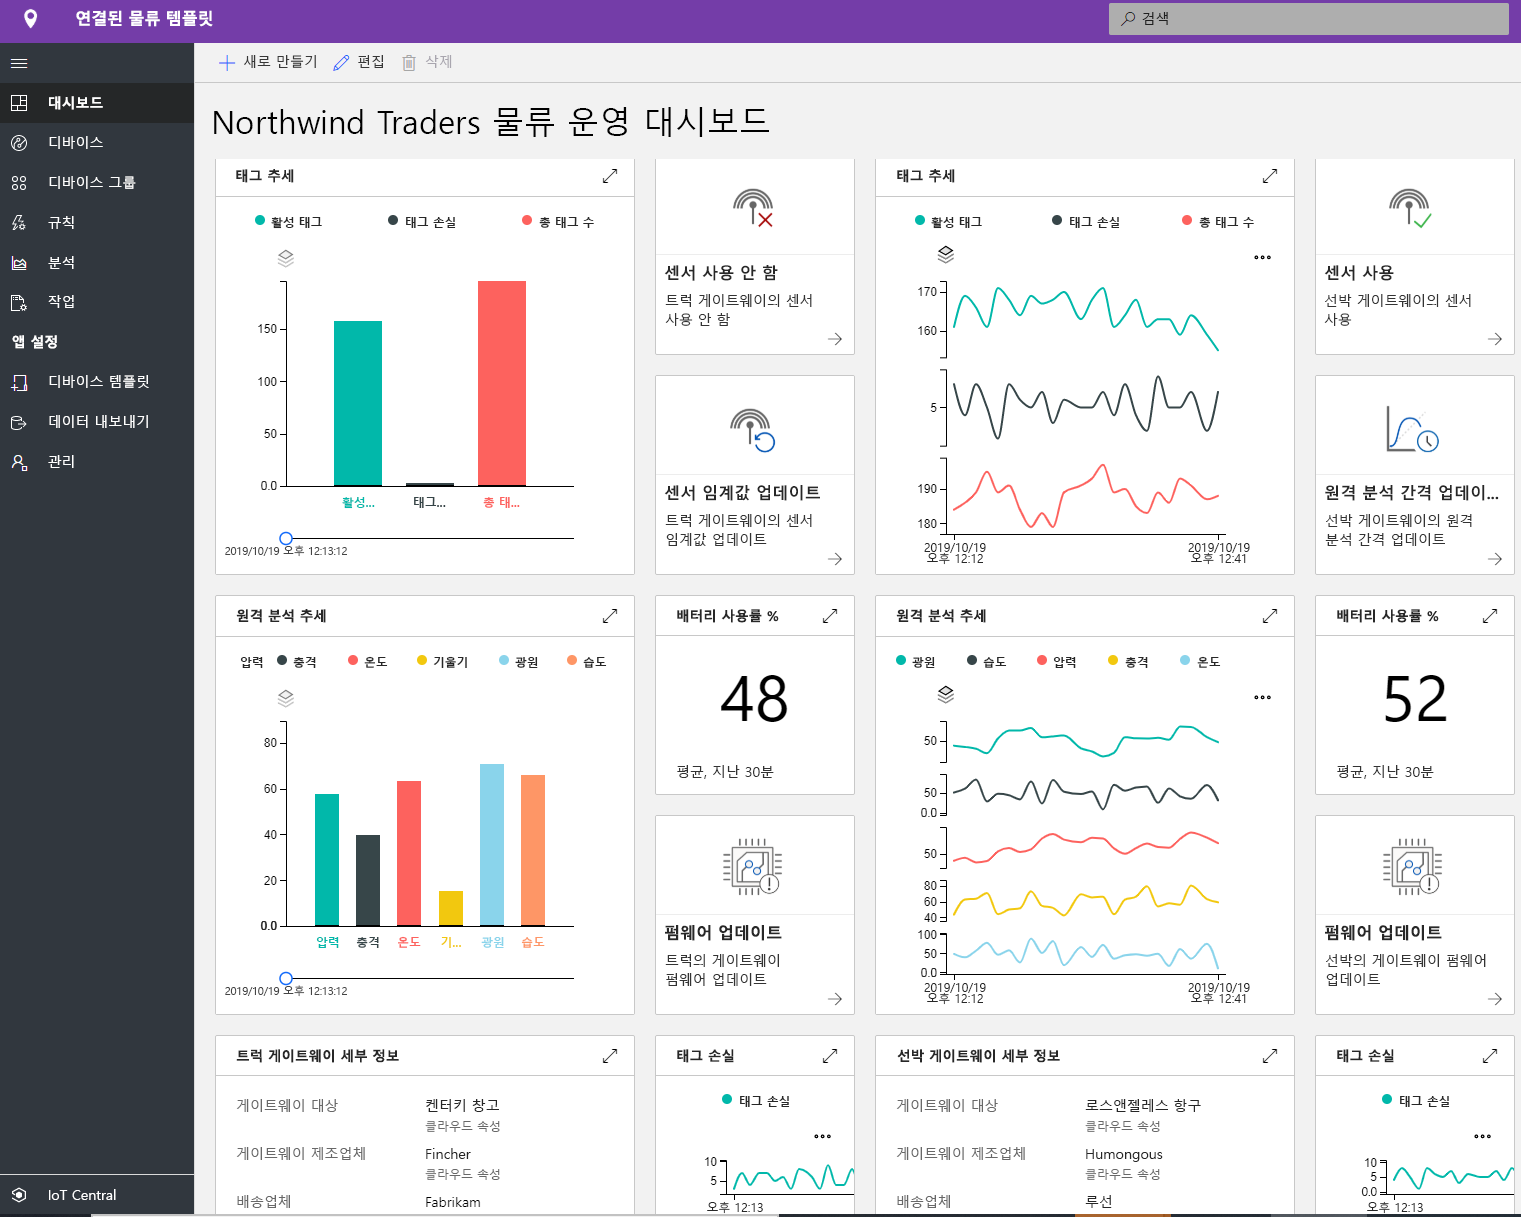 연결된 물류 템플릿
검색
새로 만들기
편집
삭제
대시보드
디바이스
디바이스 그룹
규칙
분석
작업
앱 설정
디바이스 템플릿
데이터 내보내기
관리
IoT Central
Northwind Traders 물류 운영 대시보드
태그 추세
활성 태그
태그 손실
총 태그 수
150
100
50
0.0
활성...
태그...
총 태...
2019/10/19 오후 12:13:12
센서 사용 안 함
트럭 게이트웨이의 센서
사용 안 함
센서 임계값 업데이트
트럭 게이트웨이의 센서
임계값 업데이트
태그 추세
활성 태그
태그 손실
총 태그 수
170
160
5
190
180
2019/10/19
오후 12:12
2019/10/19
오후 12:41
센서 사용
선박 게이트웨이의 센서
사용
원격 분석 간격 업데이...
선박 게이트웨이의 원격
분석 간격 업데이트
원격 분석 추세
압력
충격
온도
기울기
광원
습도
80
60
40
20
0.0
압력
충격
온도
기...
광원
습도
2019/10/19 오후 12:13:12
배터리 사용률 %
48
평균, 지난 30분
펌웨어 업데이트
트럭의 게이트웨이
펌웨어 업데이트
원격 분석 추세
광원
습도
압력
충격
온도
50
50
0.0
50
80
60
40
100
50
0.0
2019/10/19
오후 12:12
2019/10/19
오후 12:41
배터리 사용률 %
52
평균, 지난 30분
펌웨어 업데이트
선박의 게이트웨이 펌웨어
업데이트
트럭 게이트웨이 세부 정보
게이트웨이 대상
켄터키 창고
클라우드 속성
게이트웨이 제조업체
Fincher
클라우드 속성
배송업체
Fabrikam
태그 손실
태그 손실
10
5
오후 12:13
선박 게이트웨이 세부 정보
게이트웨이 대상
로스앤젤레스 항구
클라우드 속성
게이트웨이 제조업체
Humongous
클라우드 속성
배송업체
루선
태그 손실
태그 손실
10
5
0.0
오후 12:13